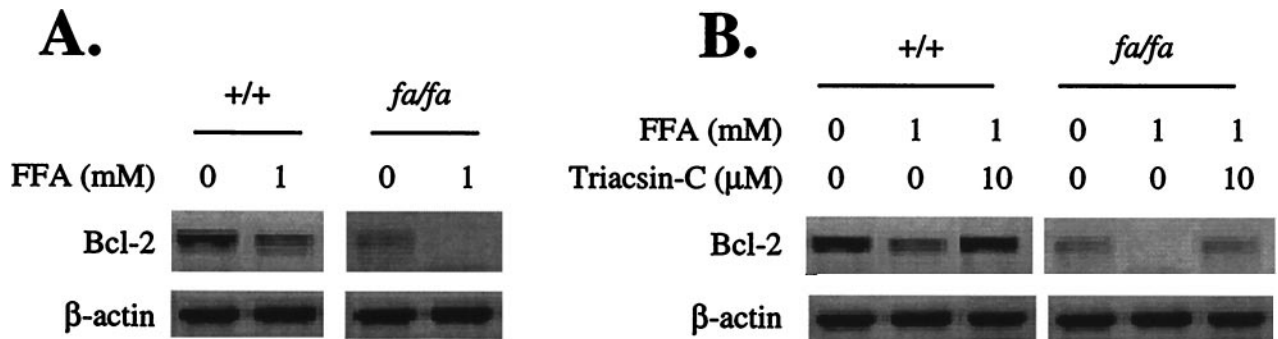 A.
+/+ fa/fa
FFA (mM) 0 1 0 1
Bcl-2
β-actin
B.
+/+ fa/fa
FFA (mM) 0 1 1 0 1 1
Triacsin-C (μM) 0 0 10 0 0 10
Bcl-2
β-actin